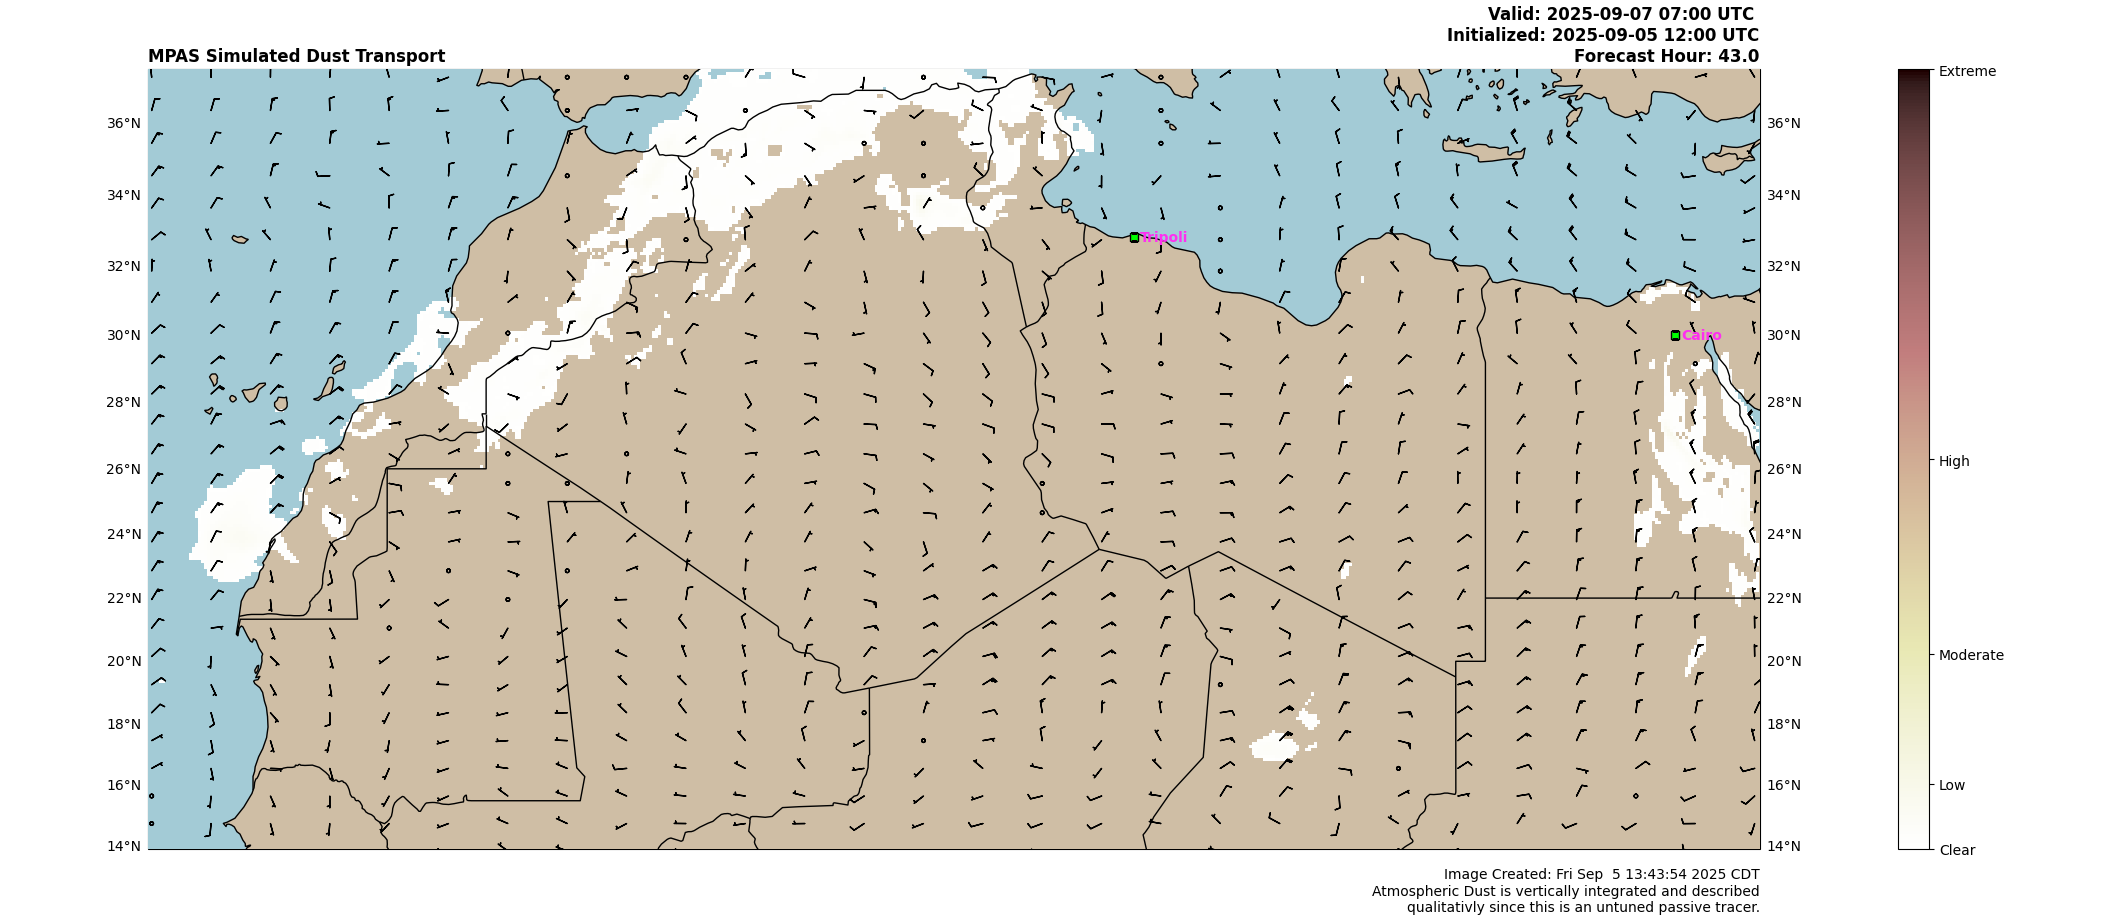 Valid: 2025-09-07 07:00 UTC
Initialized: 2025-09-05 12:00 UTC
MPAS Simulated Dust Transport
Forecast Hour: 43.0
36°N
34°N
32°N
30°N
28°N
26°N
24°N
22°N
20°N
18°N
16°N
14°N
Tripoli
Cairo
36°N
34°N
32°N
30°N
28°N
26°N
24°N
22°N
20°N
18°N
16°N
14°N
Extreme
High
Moderate
Low
Clear
Image Created: Fri Sep  5 13:43:54 2025 CDT
Atmospheric Dust is vertically integrated and described
qualitativly since this is an untuned passive tracer.